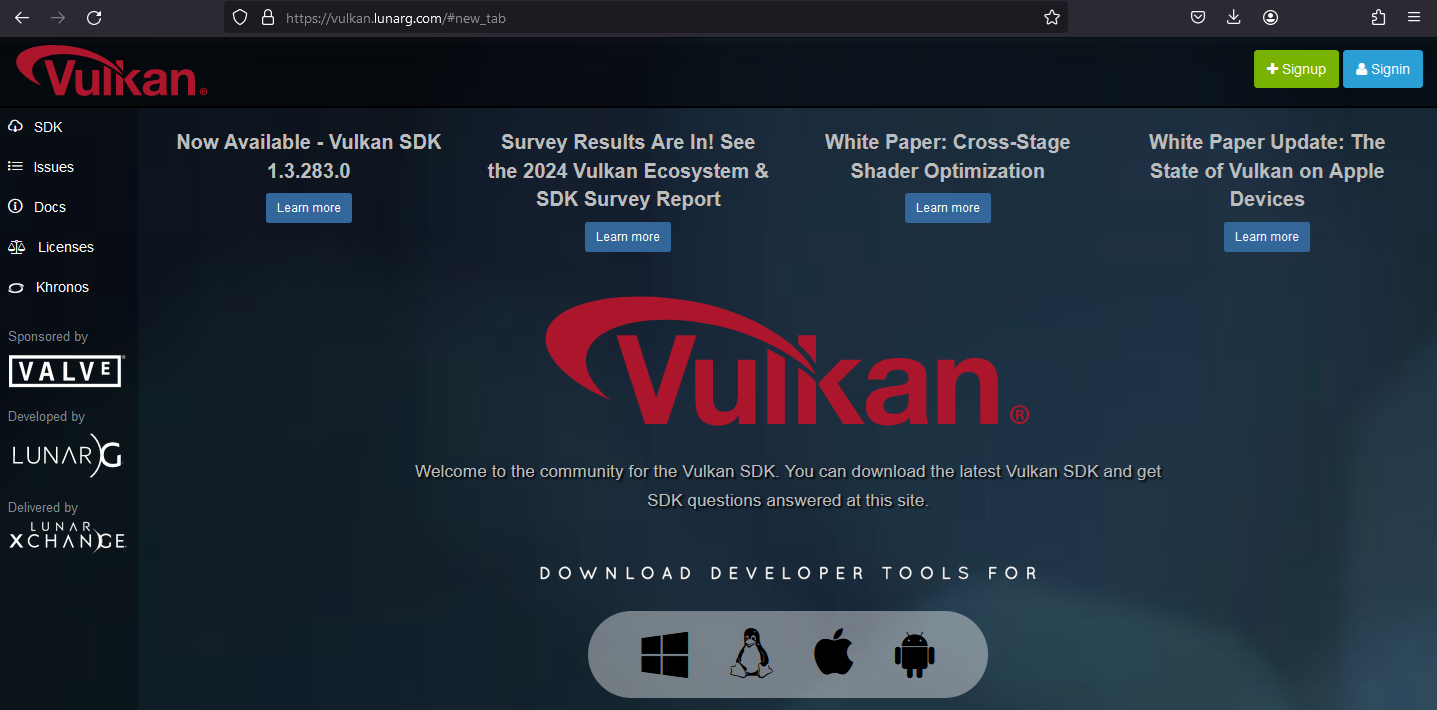 https://vulkan.lunarg.com/#new_tab
Vulkan®
+ Signup
Signin
SDK
Issues
Docs
Licenses
Khronos
Sponsored by
VALVE®
Developed by
LUNARG
Delivered by
LUNAR
XCHANGE
Now Available - Vulkan SDK
1.3.283.0
Learn more
Survey Results Are In! See
the 2024 Vulkan Ecosystem &
SDK Survey Report
Learn more
White Paper: Cross-Stage
Shader Optimization
Learn more
White Paper Update: The
State of Vulkan on Apple
Devices
Learn more
Vulkan®
Welcome to the community for the Vulkan SDK. You can download the latest Vulkan SDK and get
SDK questions answered at this site.
DOWNLOAD DEVELOPER TOOLS FOR